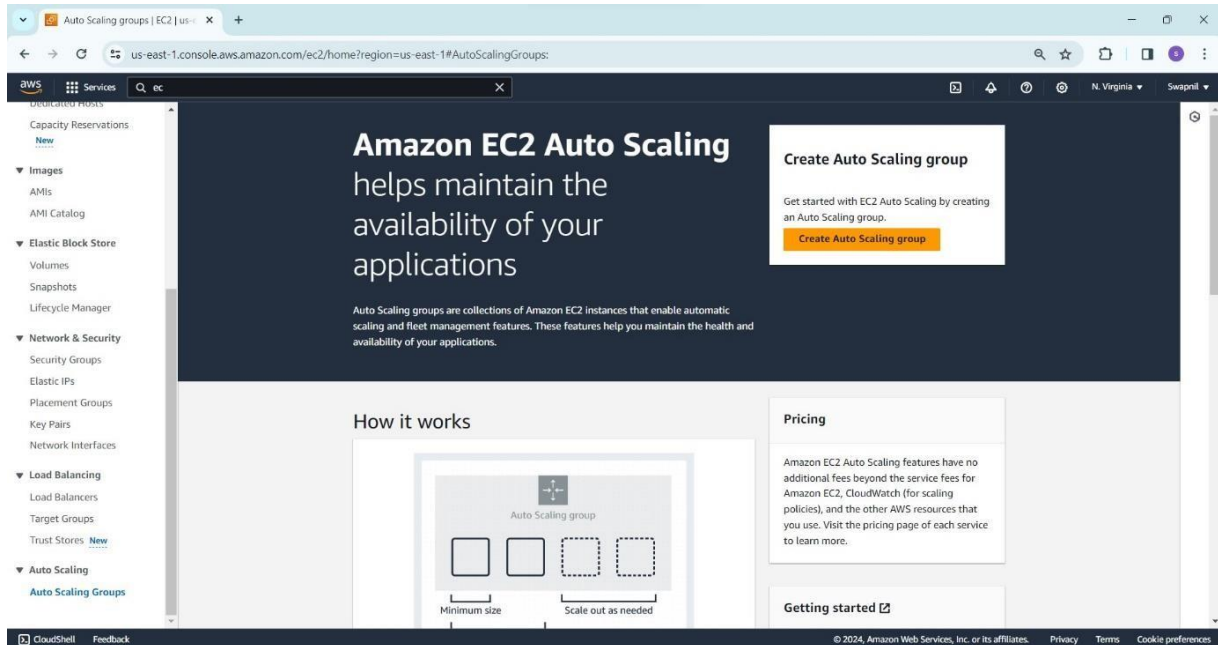 Auto Scaling groups | EC2 | us-e
us-east-1.console.aws.amazon.com/ec2/home?region=us-east-1#AutoScalingGroups:
S
aws
Services
ec
N. Virginia
Swapnil
Dedicated Hosts
Capacity Reservations
New
Images
AMIs
AMI Catalog
Elastic Block Store
Volumes
Snapshots
Lifecycle Manager
Network & Security
Security Groups
Elastic IPs
Placement Groups
Key Pairs
Network Interfaces
Load Balancing
Load Balancers
Target Groups
Trust Stores New
Auto Scaling
Auto Scaling Groups
Amazon EC2 Auto Scaling
helps maintain the
availability of your
applications
Auto Scaling groups are collections of Amazon EC2 instances that enable automatic
scaling and fleet management features. These features help you maintain the health and
availability of your applications.
Create Auto Scaling group
Get started with EC2 Auto Scaling by creating
an Auto Scaling group.
Create Auto Scaling group
How it works
Auto Scaling group
Minimum size
Scale out as needed
Pricing
Amazon EC2 Auto Scaling features have no
additional fees beyond the service fees for
Amazon EC2, CloudWatch (for scaling
policies), and the other AWS resources that
you use. Visit the pricing page of each service
to learn more.
Getting started
CloudShell
Feedback
© 2024, Amazon Web Services, Inc. or its affiliates.
Privacy
Terms
Cookie preferences